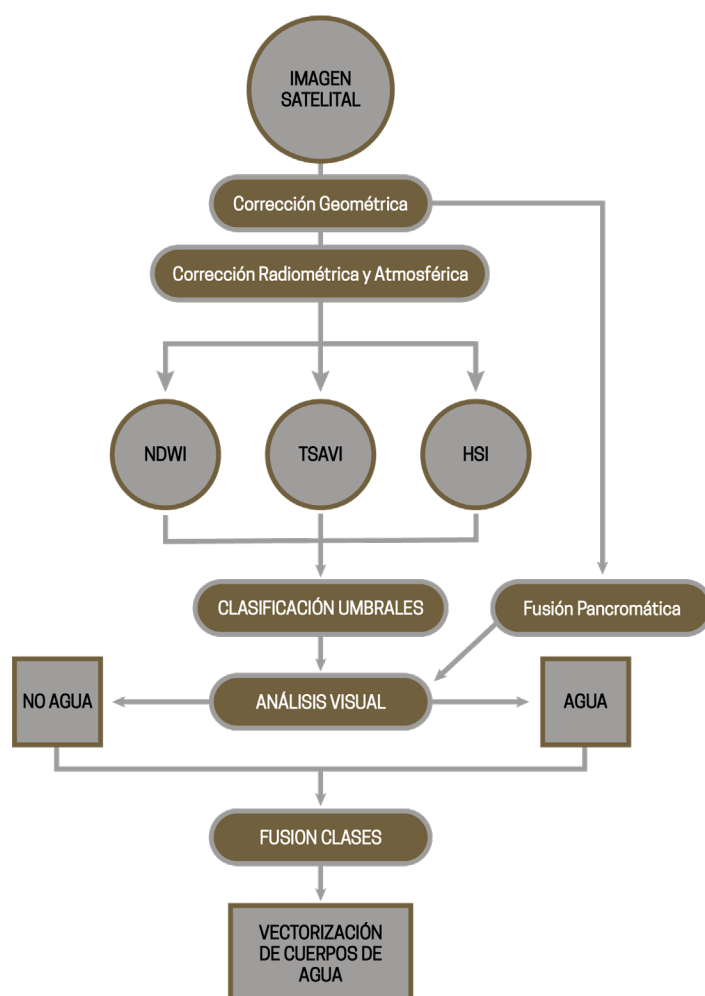 IMAGEN
SATELITAL
Corrección Geométrica
Corrección Radiométrica y Atmosférica
NDWI
TSAVI
HSI
CLASIFICACIÓN UMBRALES
Fusión Pancromática
NO AGUA
ANÁLISIS VISUAL
AGUA
FUSION CLASES
VECTORIZACIÓN
DE CUERPOS DE
AGUA